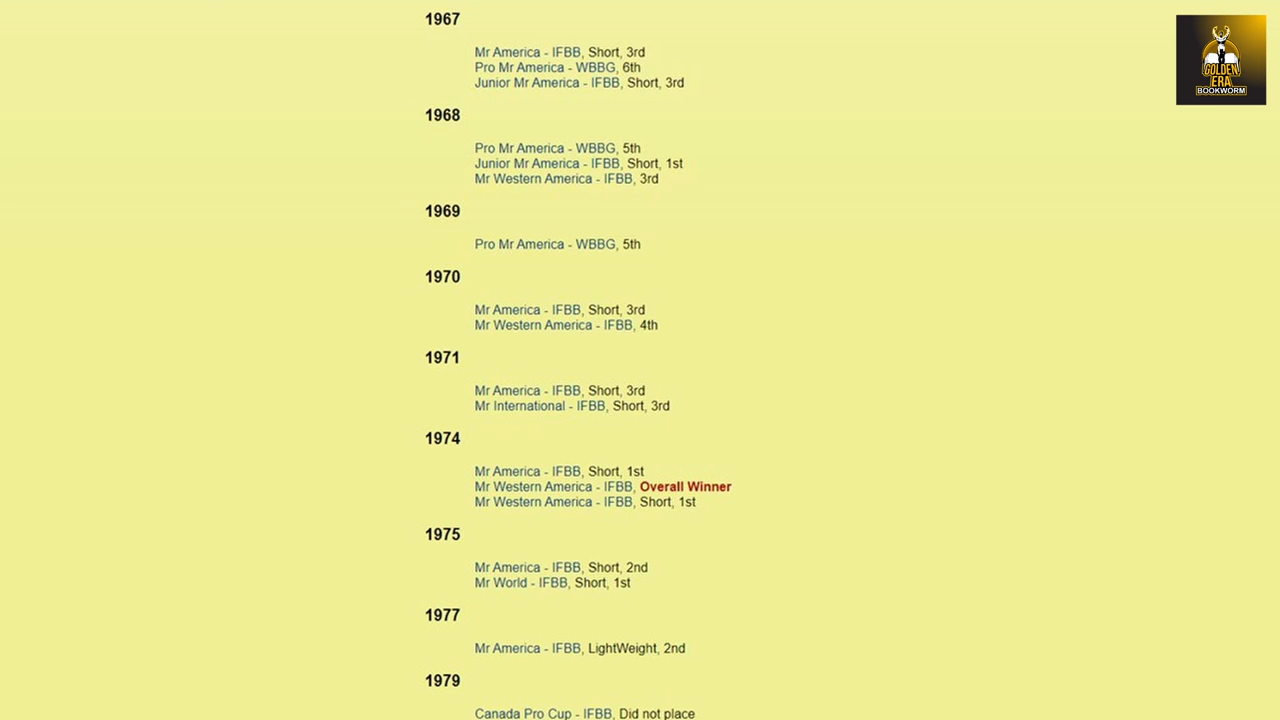 1967
Mr America - IFBB, Short, 3rd
Pro Mr America - WBBG, 6th
Junior Mr America - IFBB, Short, 3rd
1968
Pro Mr America - WBBG, 5th
Junior Mr America - IFBB, Short, 1st
Mr Western America - IFBB, 3rd
1969
Pro Mr America - WBBG, 5th
1970
Mr America - IFBB, Short, 3rd
Mr Western America - IFBB, 4th
1971
Mr America - IFBB, Short, 3rd
Mr International - IFBB, Short, 3rd
1974
Mr America - IFBB, Short, 1st
Mr Western America - IFBB, Overall Winner
Mr Western America - IFBB, Short, 1st
1975
Mr America - IFBB, Short, 2nd
Mr World - IFBB, Short, 1st
1977
Mr America - IFBB, LightWeight, 2nd
1979
Canada Pro Cup - IFBB, Did not place
GOLDEN
ERA
BOOKWORM